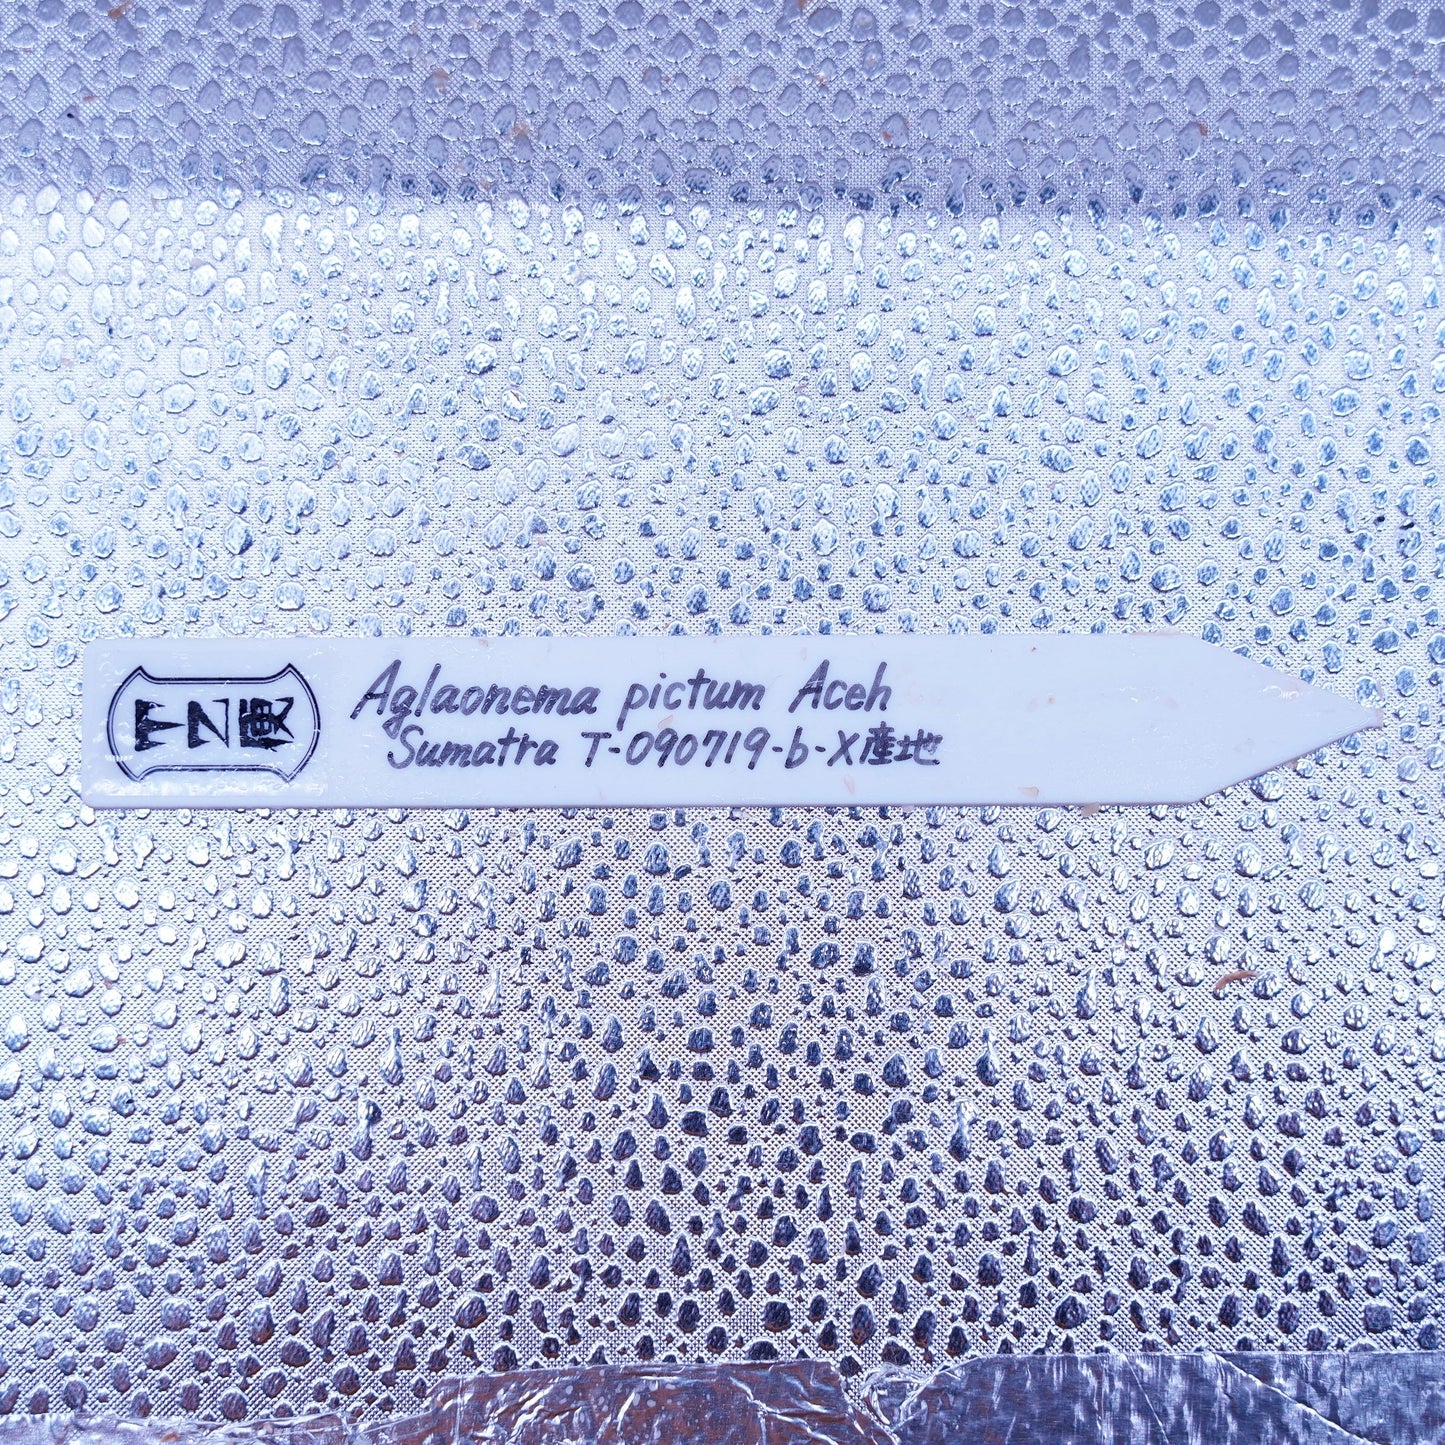 Aglaonema pictum Aceh
Sumatra T-090719-b-X産地